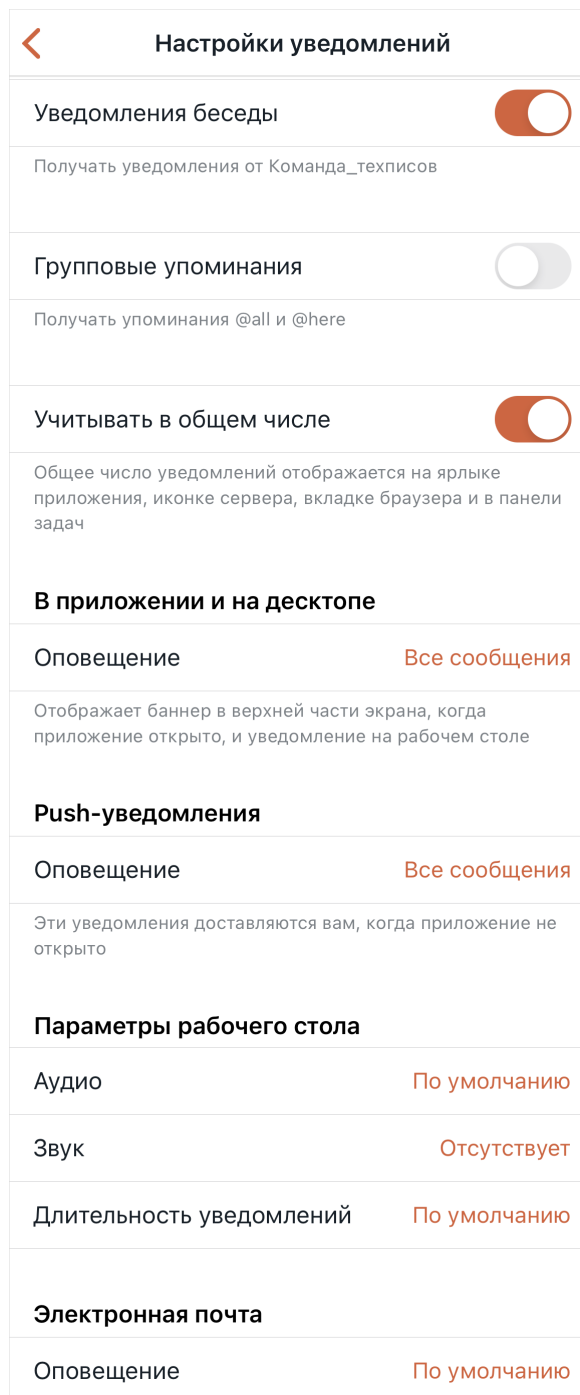 Настройки уведомлений
Уведомления беседы
Получать уведомления от Команда_техписов
Групповые упоминания
Получать упоминания @all и @here
Учитывать в общем числе
Общее число уведомлений отображается на ярлыке
приложения, иконке сервера, вкладке браузера и в панели
задач
В приложении и на десктопе
Оповещение Все сообщения
Отображает баннер в верхней части экрана, когда
приложение открыто, и уведомление на рабочем столе
Push-уведомления
Оповещение Все сообщения
Эти уведомления доставляются вам, когда приложение не
открыто
Параметры рабочего стола
Аудио По умолчанию
Звук Отсутствует
Длительность уведомлений По умолчанию
Электронная почта
Оповещение По умолчанию